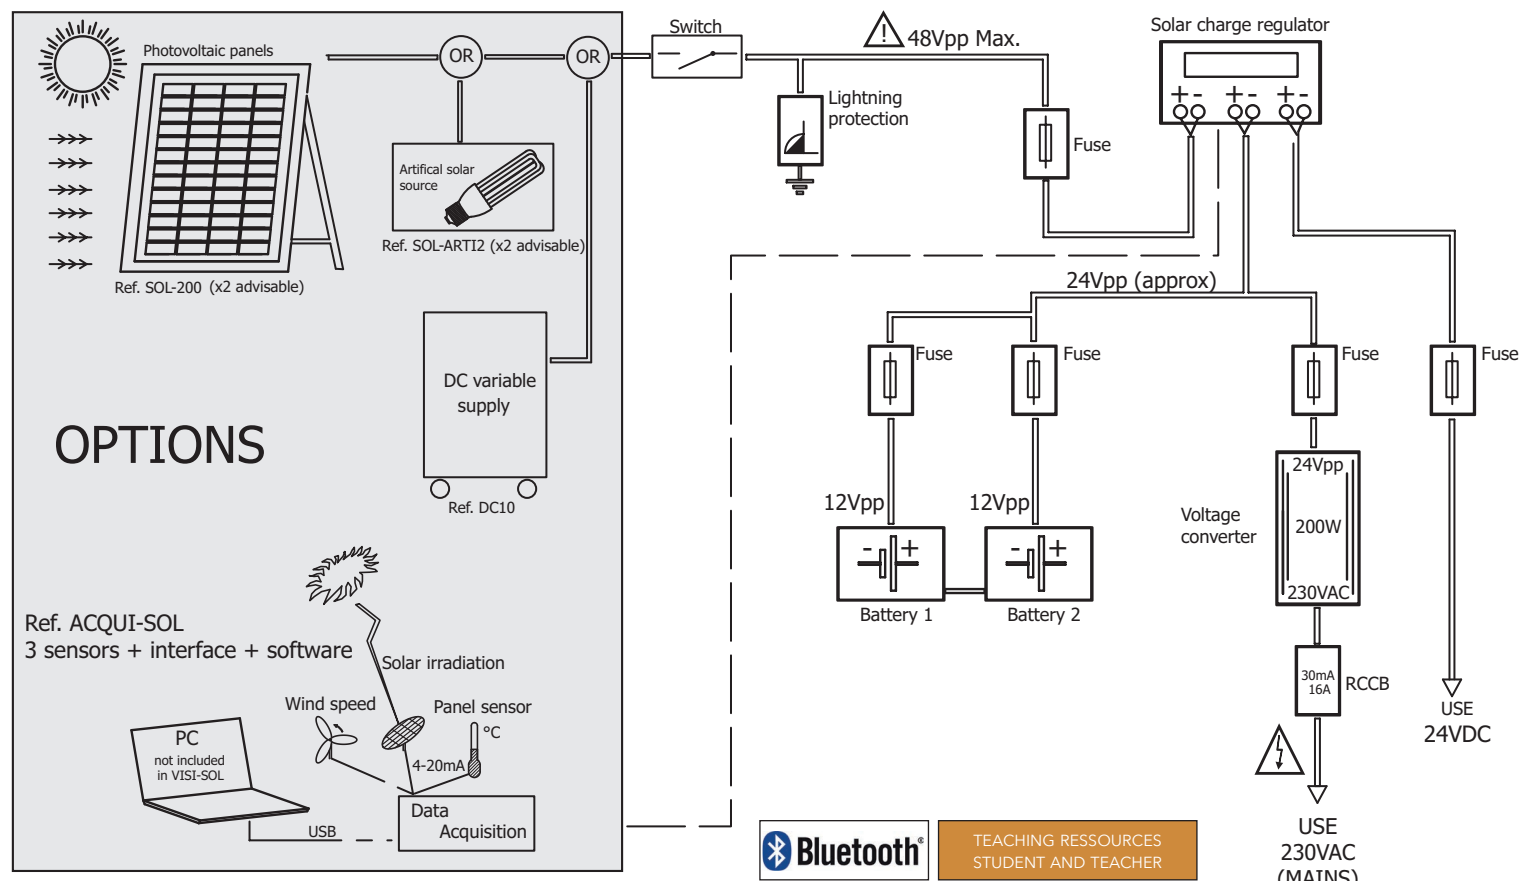 Photovoltaic panels
OR
OR
Switch
48Vpp Max.
Solar charge regulator
+ -
+ -
+ -
Lightning
protection
Fuse
Artifical solar
source
Ref. SOL-ARTI2 (x2 advisable)
Ref. SOL-200 (x2 advisable)
24Vpp (approx)
Fuse
Fuse
Fuse
Fuse
DC variable
supply
Ref. DC10
OPTIONS
12Vpp
12Vpp
- +
- +
Battery 1
Battery 2
Voltage
converter
24Vpp
200W
230VAC
30mA
16A
RCCB
USE
24VDC
USE
230VAC
(MAINS)
Ref. ACQUI-SOL
3 sensors + interface + software
Solar irradiation
Wind speed
Panel sensor
°C
4-20mA
PC
not included
in VISI-SOL
USB
Data
Acquisition
Bluetooth®
TEACHING RESSOURCES
STUDENT AND TEACHER